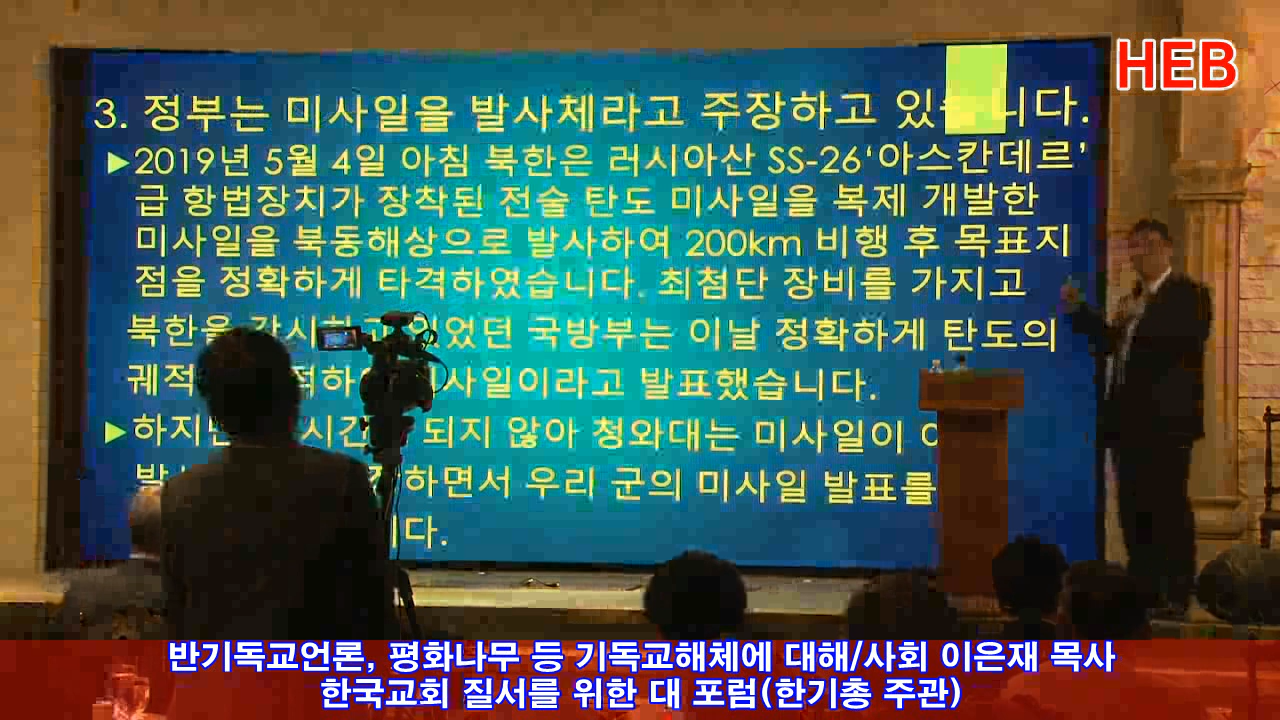 HEB
3. 정부는 미사일을 발사체라고 주장하고 니다.
▶2019년 5월 4일 아침 북한은 러시아산 SS-26‘아스칸데르’
급 항법장치가 장착된 전술 탄도 미사일을 복제 개발한
미사일을 북동해상으로 발사하여 200km 비행 후 목표지
점을 정확하게 타격하였습니다. 최첨단 장비를 가지고
북한을 국방부는 이날 정확하게 탄도의
궤적 미사일이라고 발표했습니다.
▶ 되지 않아 청와대는 미사일이
하면서 우리 군의 미사일 발표를
니다.
반기독교언론, 평화나무 등 기독교해체에 대해/사회 이은재 목사
한국교회 질서를 위한 대 포럼(한기총 주관)